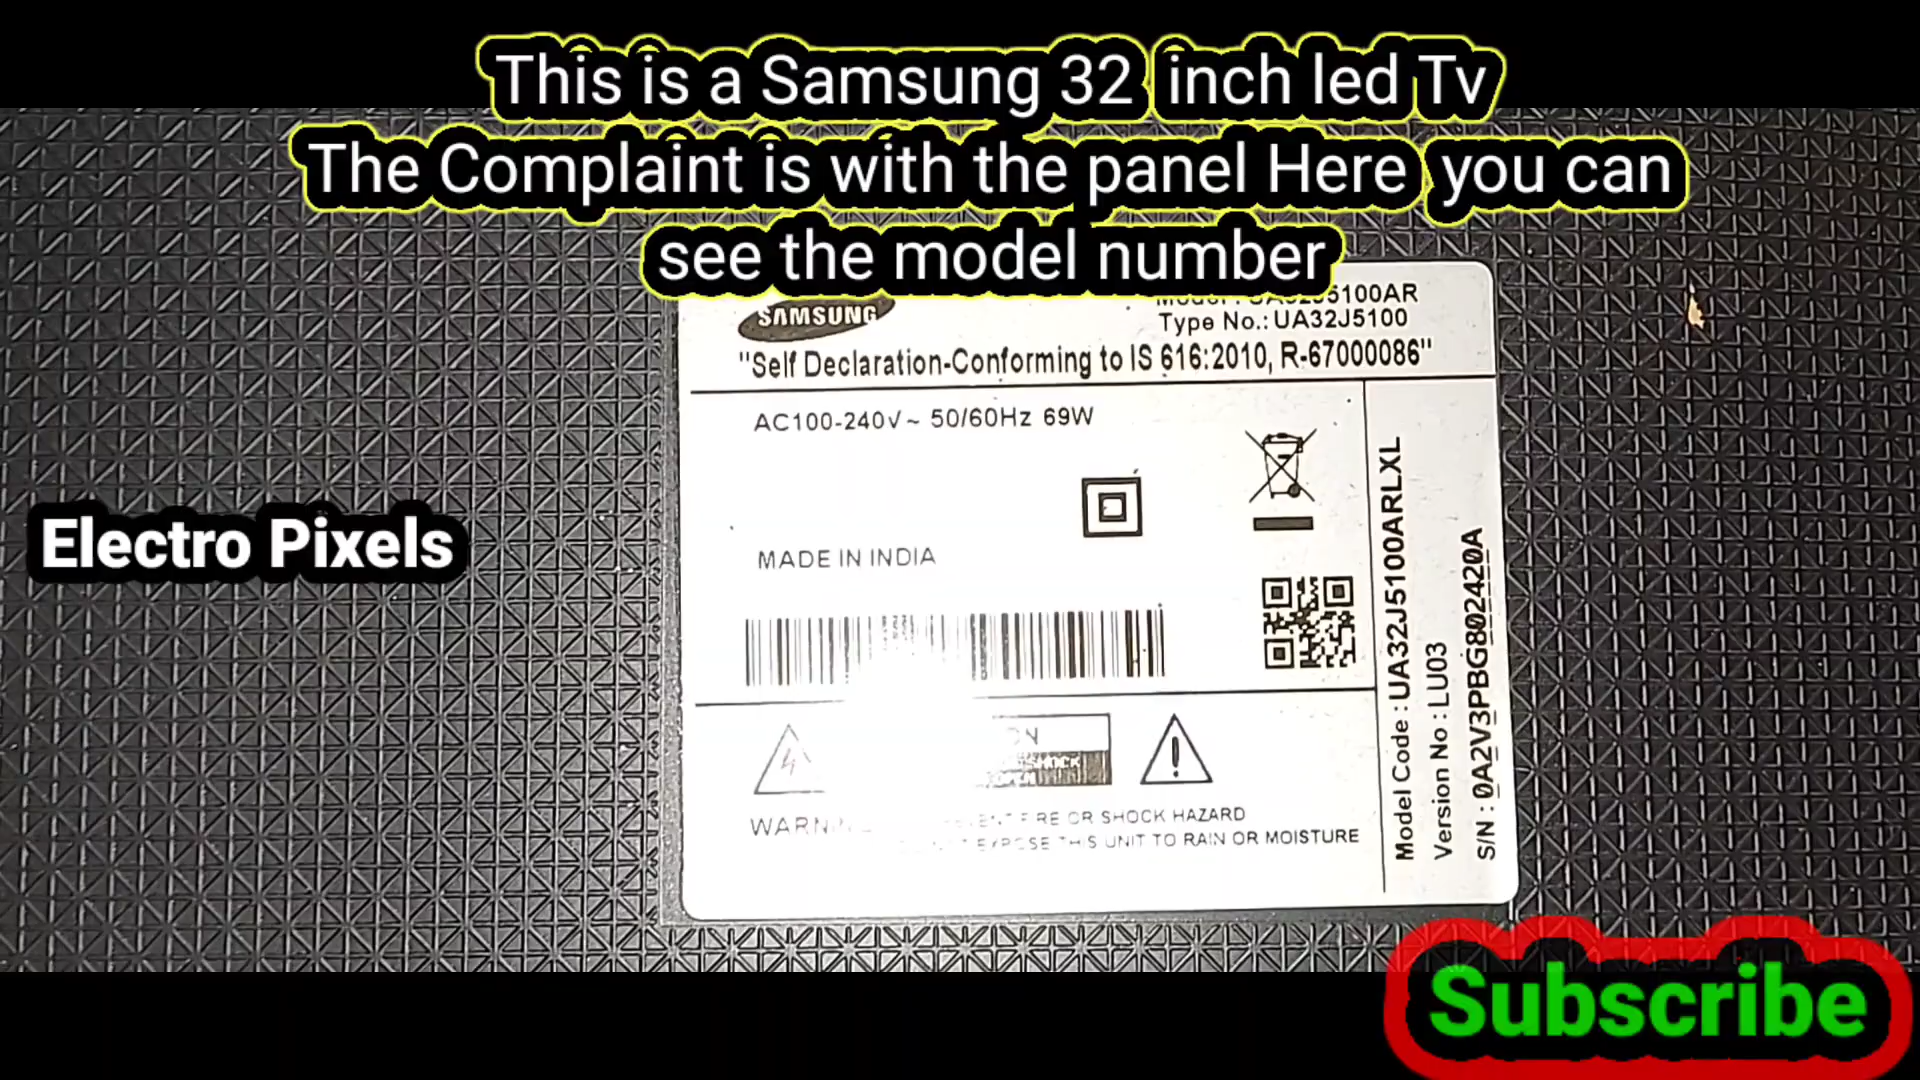 This is a Samsung 32 inch led Tv
The Complaint is with the panel Here you can
see the model number
SAMSUNG
5100AR
Type No.: UA32J5100
"Self Declaration-Conforming to IS 616:2010, R-67000086"
AC100-240V~ 50/60Hz 69W
MADE IN INDIA
SHOCK
OPEN
FIRE OR SHOCK HAZARD
EXPOSE THIS UNIT TO RAIN OR MOISTURE
Model Code : UA32J5100ARLXL
Version No : LU03
S/N : 0A2V3PBG802420A
Electro Pixels
Subscribe